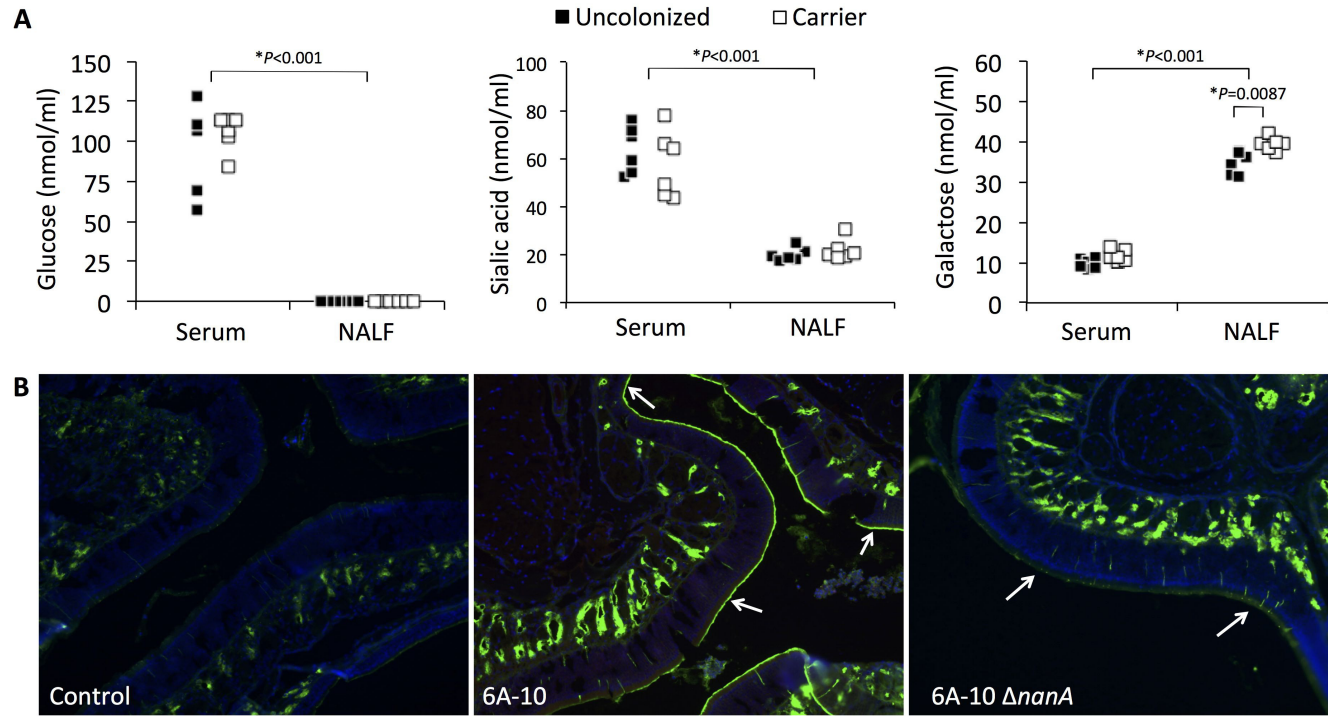 A
■ Uncolonized □ Carrier
Glucose (nmol/ml)
150
125
100
75
50
25
0
*P<0.001
Serum NALF
Sialic acid (nmol/ml)
100
80
60
40
20
0
*P<0.001
Serum NALF
Galactose (nmol/ml)
60
50
40
30
20
10
0
*P<0.001
*P=0.0087
Serum NALF
B
Control
6A-10
6A-10 ΔnanA